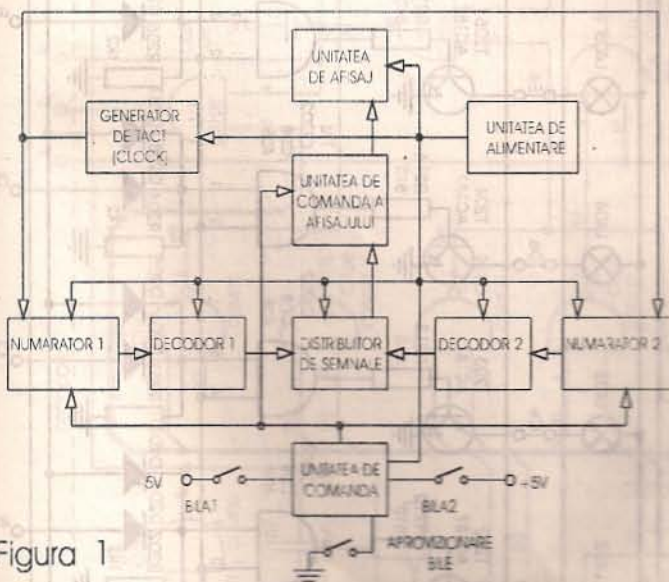 UNITATEA
DE AFISAJ
GENERATOR
DE TACT
(CLOCK)
UNITATEA DE
ALIMENTARE
UNITATEA DE
COMANDA A
AFISAJULUI
NUMARATOR 1
DECODOR 1
DISTRIBUITOR
DE SEMNALE
DECODOR 2
NUMARATOR 2
UNITATEA DE
COMANDA
5V
BILA1
BILA2
+5V
APROVIZIONARE
BILE
Figura 1